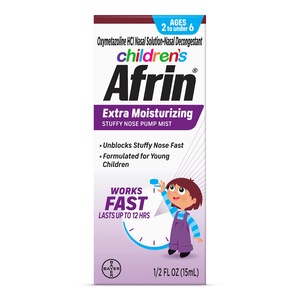 AGES
2 to under 6
Oxymetazoline HCl Nasal Solution-Nasal Decongestant
children's
Afrin®
Extra Moisturizing
STUFFY NOSE PUMP MIST
• Unblocks Stuffy Nose Fast
• Formulated for Young
Children
WORKS
FAST
LASTS UP TO 12 HRS
BAYER
1/2 FL OZ (15mL)